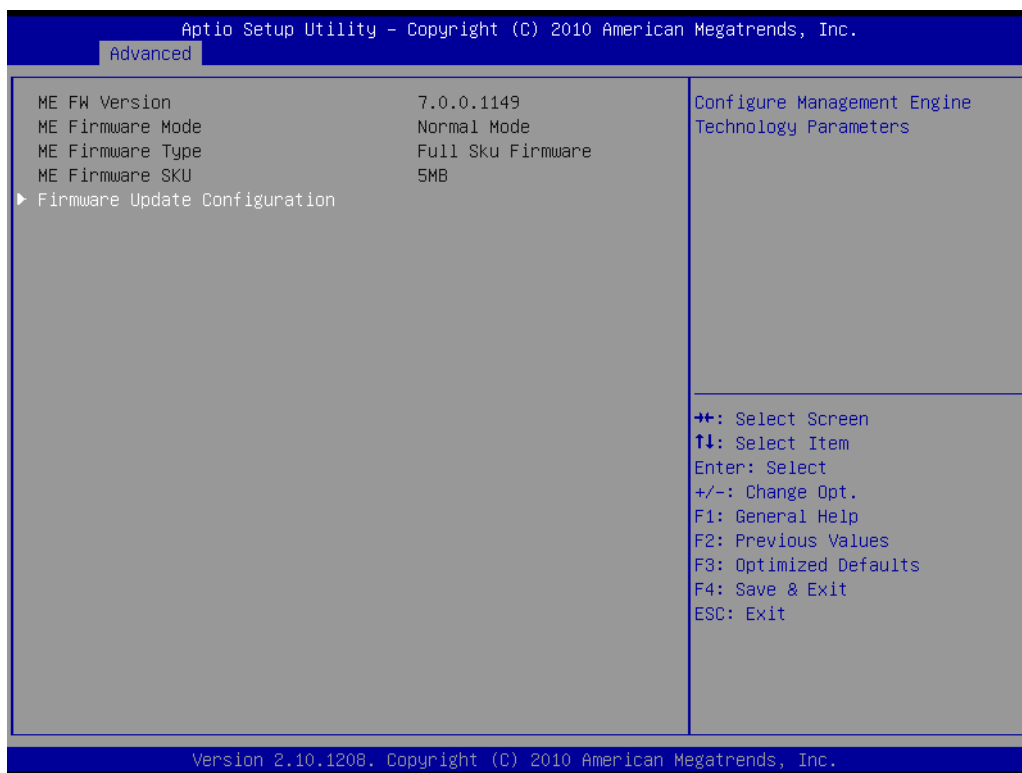 Aptio Setup Utility – Copyright (C) 2010 American Megatrends, Inc.
Advanced
ME FW Version 7.0.0.1149
ME Firmware Mode Normal Mode
ME Firmware Type Full Sku Firmware
ME Firmware SKU 5MB
▶ Firmware Update Configuration
Configure Management Engine
Technology Parameters
→←: Select Screen
↑↓: Select Item
Enter: Select
+/-: Change Opt.
F1: General Help
F2: Previous Values
F3: Optimized Defaults
F4: Save & Exit
ESC: Exit
Version 2.10.1208. Copyright (C) 2010 American Megatrends, Inc.